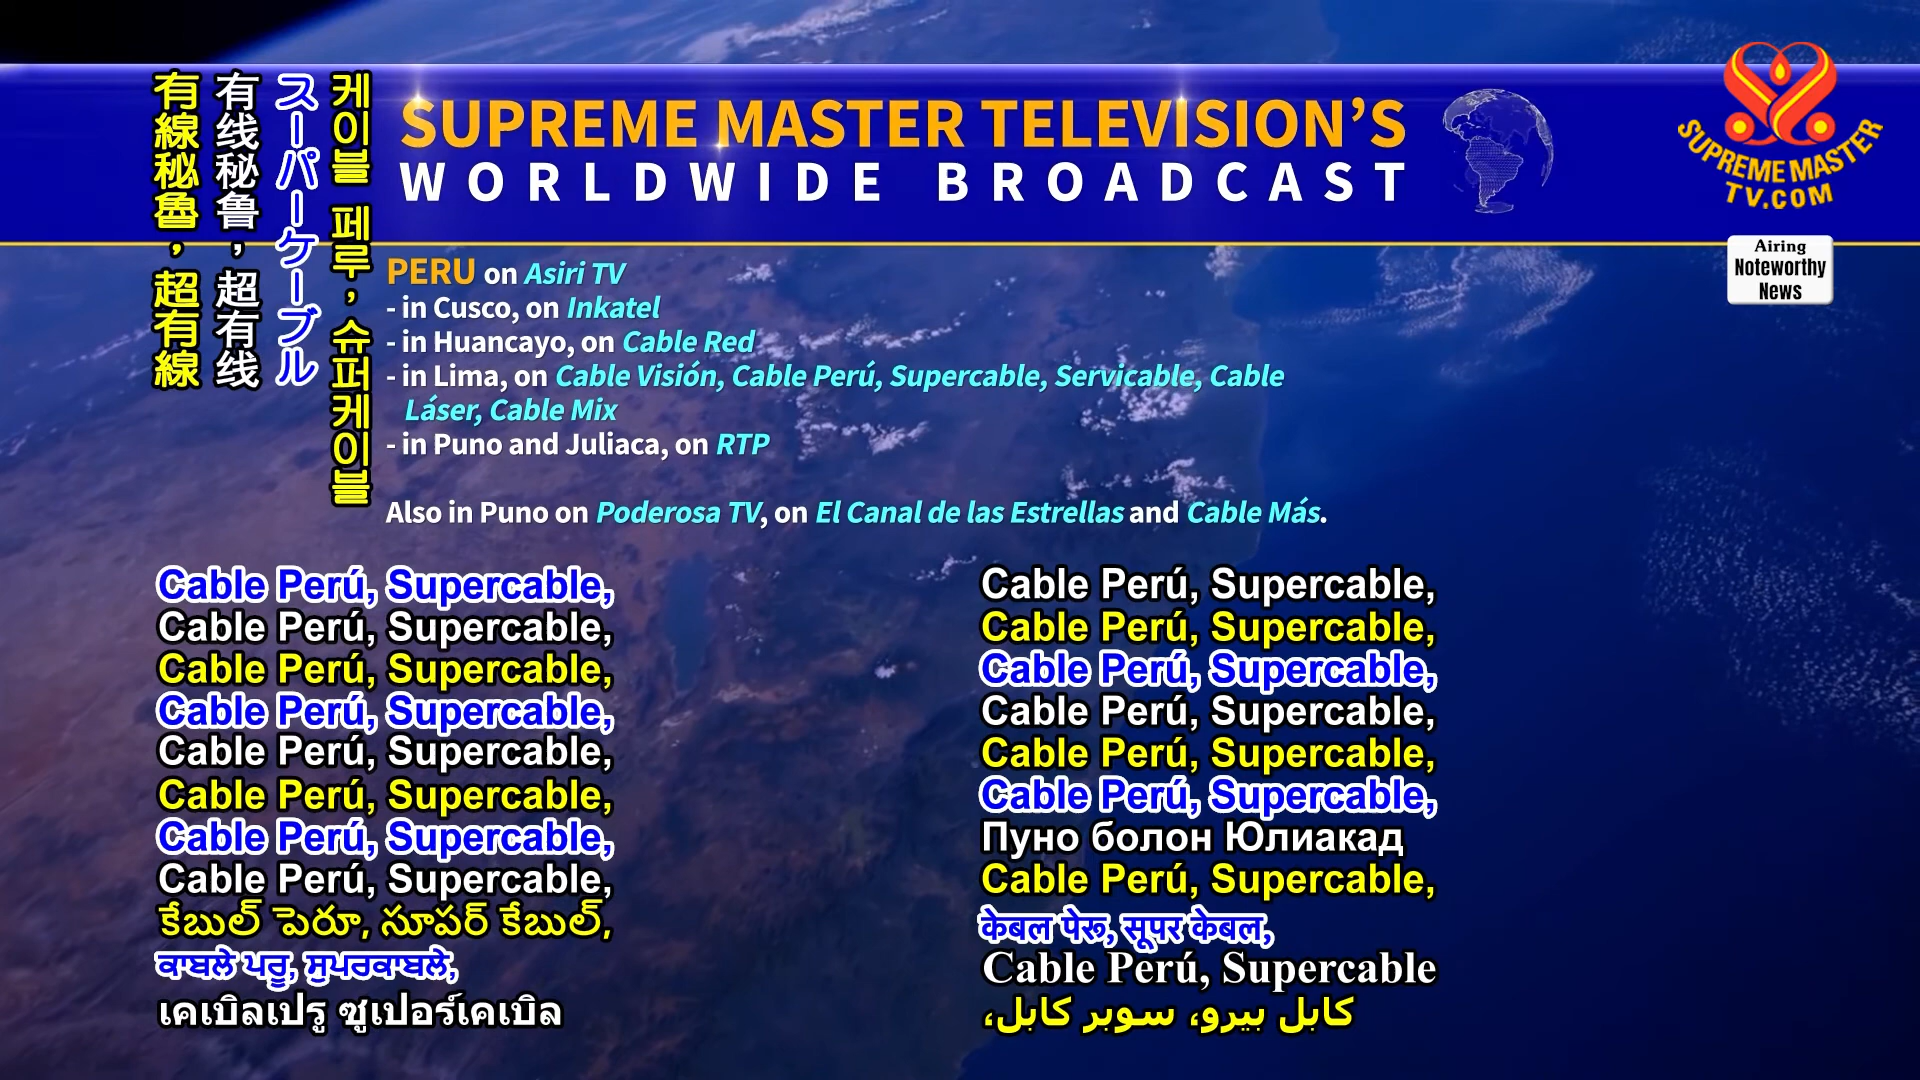 有線秘魯，超有線
有线秘鲁，超有线
スーパーケーブル
케이블 페루, 슈퍼케이블
SUPREME MASTER TELEVISION’S
WORLDWIDE BROADCAST
SUPREME MASTER
TV.COM
Airing
Noteworthy
News
PERU on Asiri TV
- in Cusco, on Inkatel
- in Huancayo, on Cable Red
- in Lima, on Cable Visión, Cable Perú, Supercable, Servicable, Cable
Láser, Cable Mix
- in Puno and Juliaca, on RTP
Also in Puno on Poderosa TV, on El Canal de las Estrellas and Cable Más.
Cable Perú, Supercable,
Cable Perú, Supercable,
Cable Perú, Supercable,
Cable Perú, Supercable,
Cable Perú, Supercable,
Cable Perú, Supercable,
Cable Perú, Supercable,
Cable Perú, Supercable,
కేబుల్ పెరూ, సూపర్ కేబుల్,
ਕਾਬਲੇ ਪਰੂ, ਸੁਪਰਕਾਬਲੇ,
เคเบิลเปรู ซูเปอร์เคเบิล
Cable Perú, Supercable,
Cable Perú, Supercable,
Cable Perú, Supercable,
Cable Perú, Supercable,
Cable Perú, Supercable,
Cable Perú, Supercable,
Пуно болон Юлиакад
Cable Perú, Supercable,
केबल पेरू, सूपर केबल,
Cable Perú, Supercable
كابل بيرو، سوبر كابل،